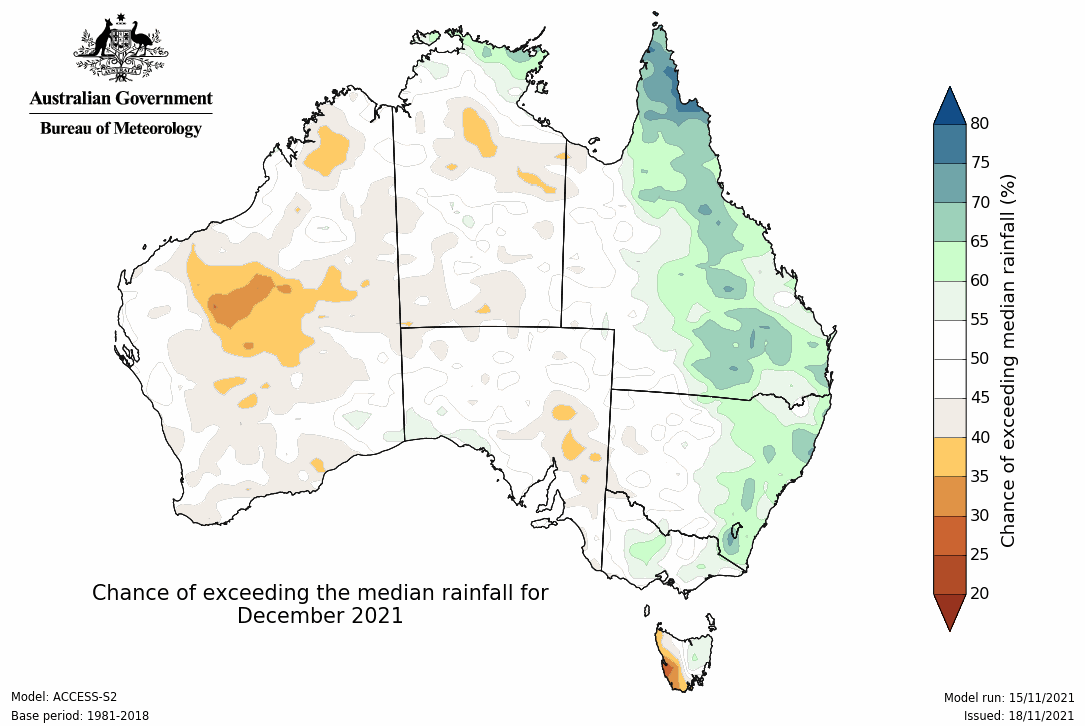 Australian Government
Bureau of Meteorology
80
75
70
65
60
55
50
45
40
35
30
25
20
Chance of exceeding median rainfall (%)
Chance of exceeding the median rainfall for
December 2021
Model: ACCESS-S2
Base period: 1981-2018
Model run: 15/11/2021
Issued: 18/11/2021